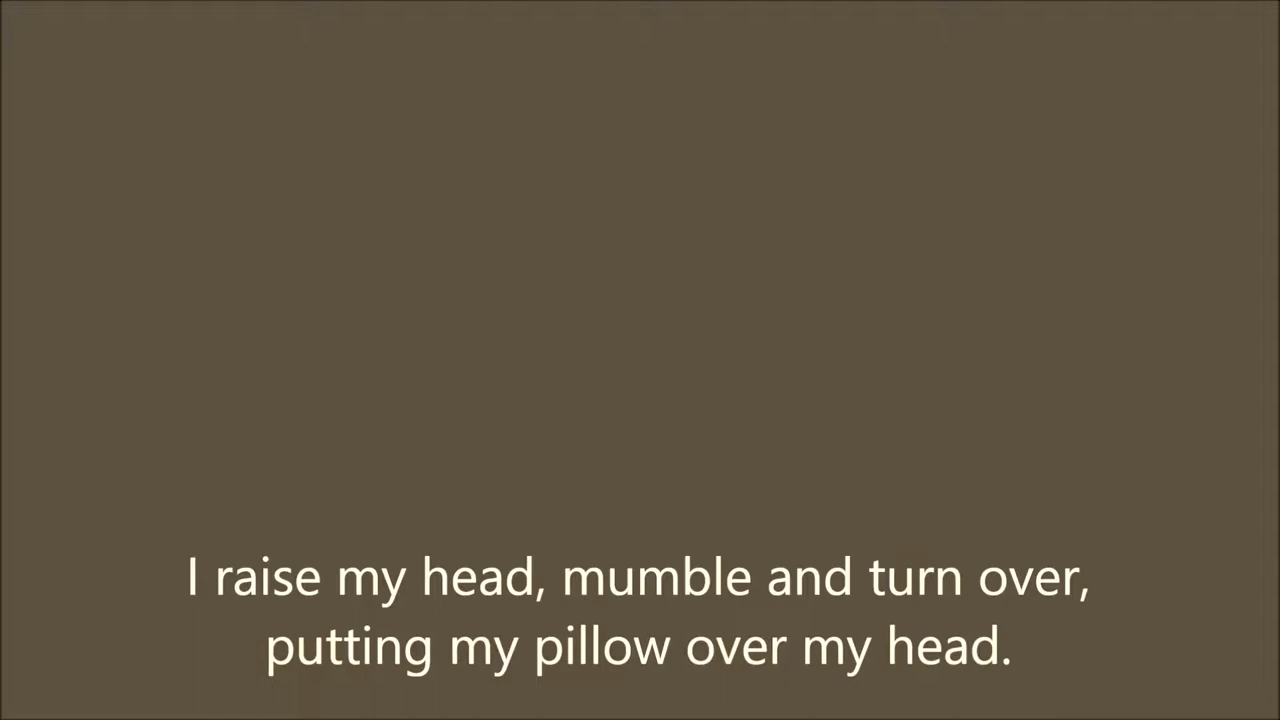 I raise my head, mumble and turn over,
putting my pillow over my head.